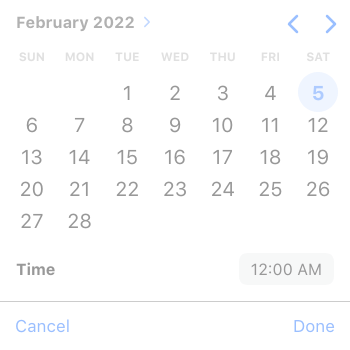 February 2022
SUN MON TUE WED THU FRI SAT
1 2 3 4 5
6 7 8 9 10 11 12
13 14 15 16 17 18 19
20 21 22 23 24 25 26
27 28
Time 12:00 AM
Cancel Done